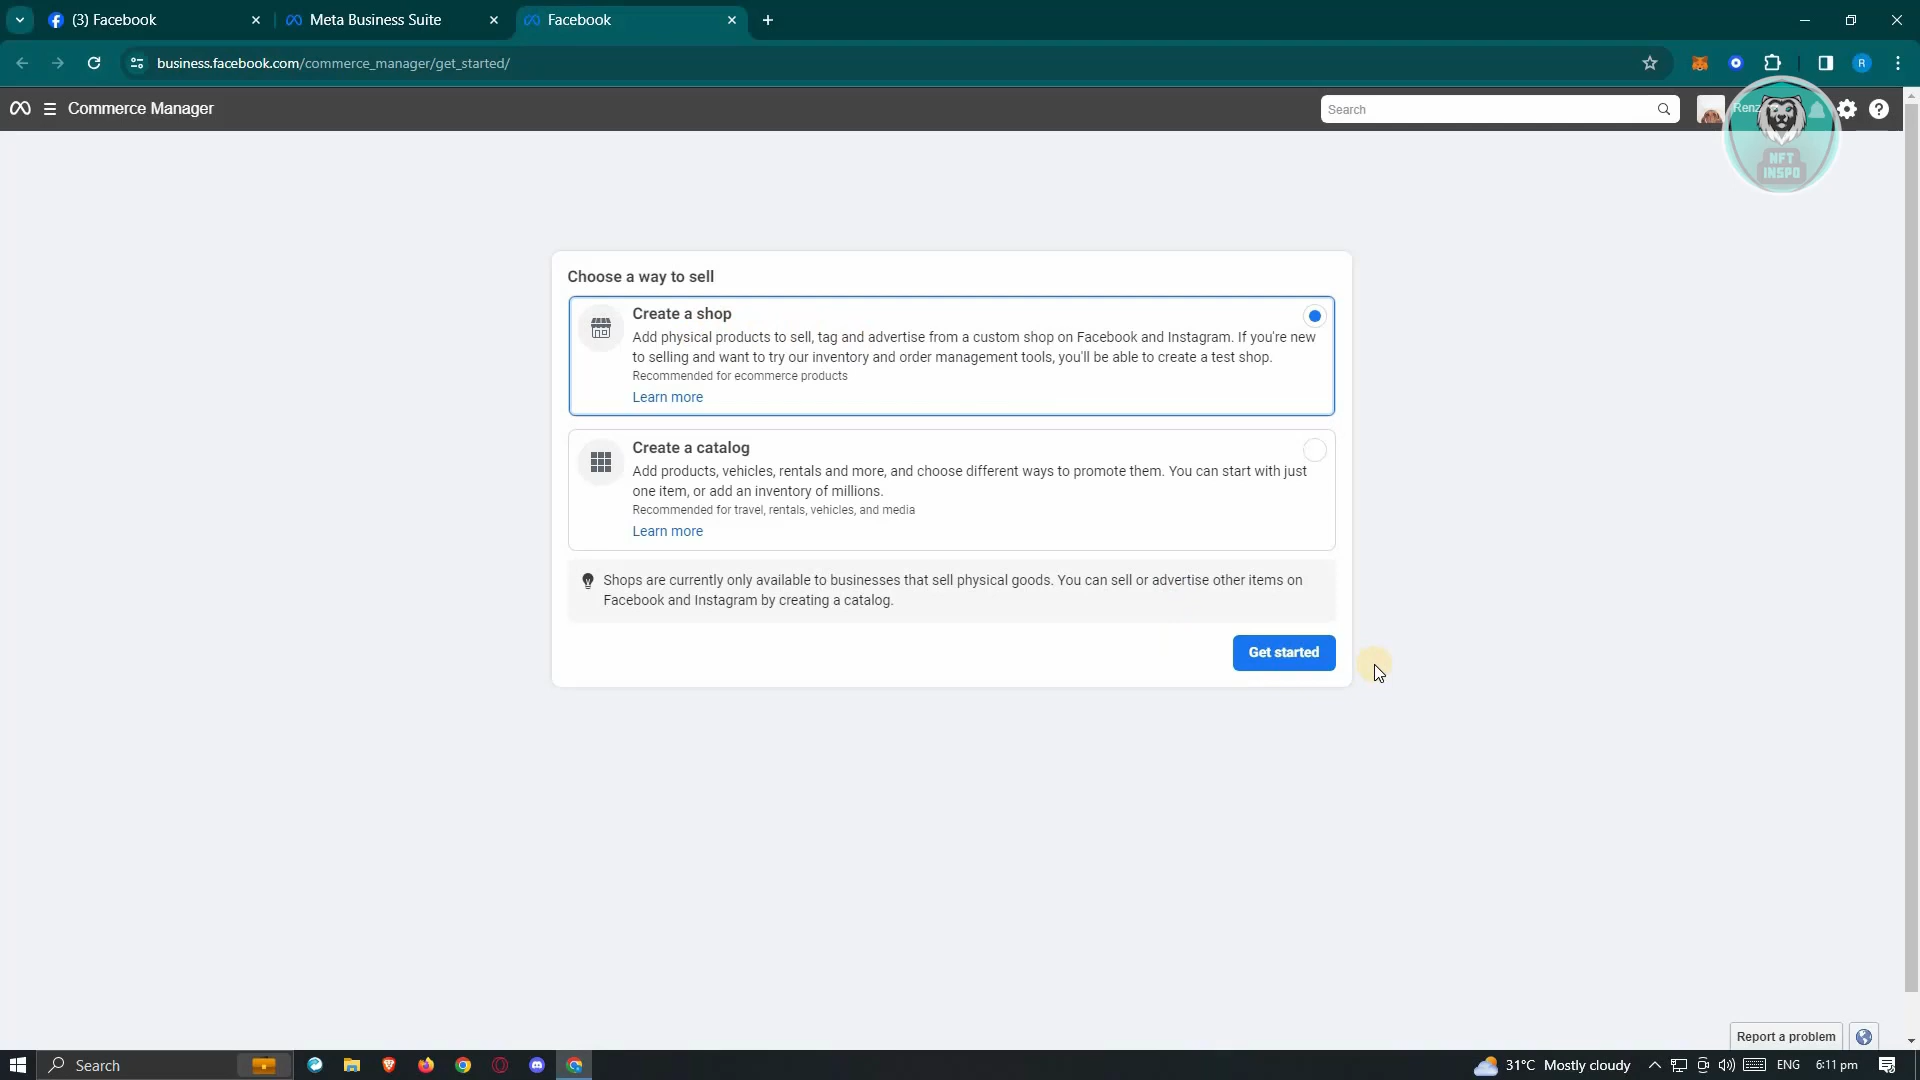 (3) Facebook
Meta Business Suite
Facebook
business.facebook.com/commerce_manager/get_started/
R
Commerce Manager
Search
Renz
NFT
INSPO
Choose a way to sell
Create a shop
Add physical products to sell, tag and advertise from a custom shop on Facebook and Instagram. If you're new
to selling and want to try our inventory and order management tools, you'll be able to create a test shop.
Recommended for ecommerce products
Learn more
Create a catalog
Add products, vehicles, rentals and more, and choose different ways to promote them. You can start with just
one item, or add an inventory of millions.
Recommended for travel, rentals, vehicles, and media
Learn more
Shops are currently only available to businesses that sell physical goods. You can sell or advertise other items on
Facebook and Instagram by creating a catalog.
Get started
Report a problem
Search
31°C Mostly cloudy
ENG
6:11 pm